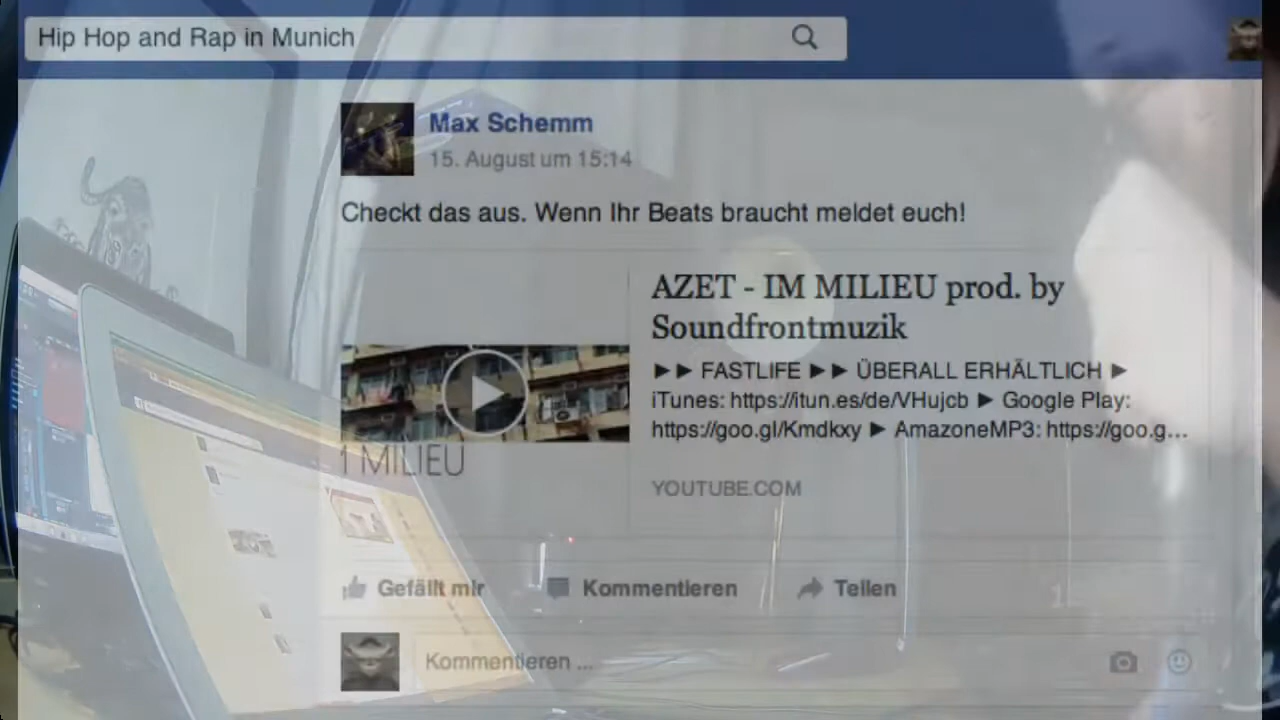 Hip Hop and Rap in Munich
Max Schemm
15. August um 15:14
Checkt das aus. Wenn Ihr Beats braucht meldet euch!
AZET - IM MILIEU prod. by
Soundfrontmuzik
►► FASTLIFE ►► ÜBERALL ERHÄLTLICH ►
iTunes: https://itun.es/de/VHujcb ► Google Play:
https://goo.gl/Kmdkxy ► AmazoneMP3: https://goo.g...
MILIEU
YOUTUBE.COM
Gefällt mir Kommentieren Teilen
Kommentieren ...